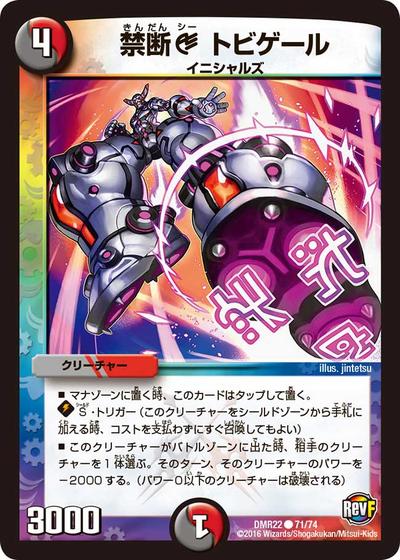 4
きんだん シー
禁断 トビゲール
イニシャルズ
illus. jintetsu
クリーチャー
■ マナゾーンに置く時、このカードはタップして置く。
S・トリガー（このクリーチャーをシールドゾーンから手札に
加える時、コストを支払わずにすぐ召喚してもよい）
■ このクリーチャーがバトルゾーンに出た時、相手のクリー
チャーを1体選ぶ。そのターン、そのクリーチャーのパワーを
－2000する。（パワー0以下のクリーチャーは破壊される）
3000
1
DMR22 ● 71/74
©2016 Wizards/Shogakukan/Mitsui-Kids
RevF